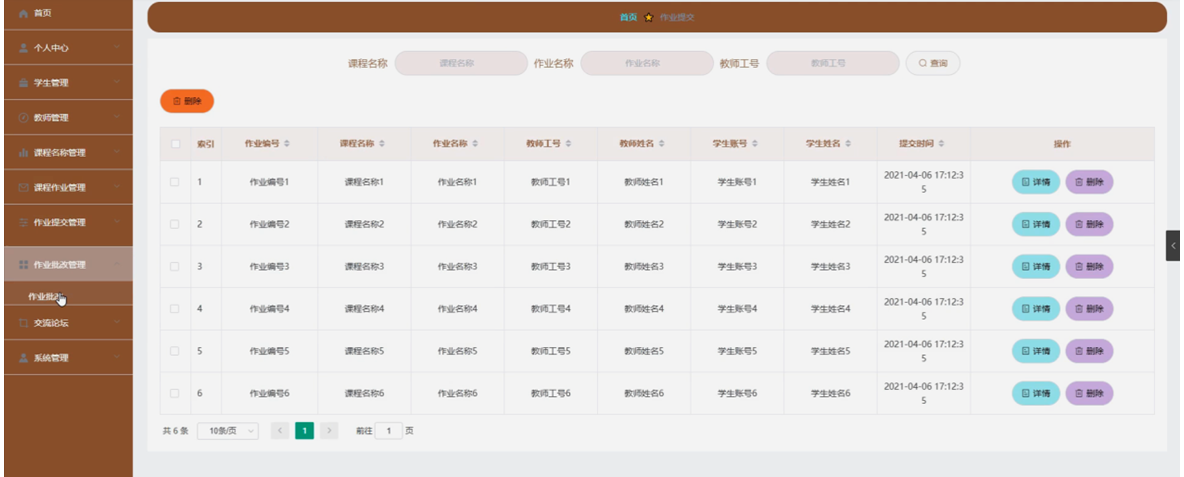 首页
个人中心
学生管理
教师管理
课程名称管理
课程作业管理
作业提交管理
作业批改管理
作业批改
交流论坛
系统管理
首页 作业提交
课程名称 课程名称 作业名称 作业名称 教师工号 教师工号 查询
删除
索引 作业编号 课程名称 作业名称 教师工号 教师姓名 学生账号 学生姓名 提交时间 操作
1 作业编号1 课程名称1 作业名称1 教师工号1 教师姓名1 学生账号1 学生姓名1 2021-04-06 17:12:3 详情 删除
5
2 作业编号2 课程名称2 作业名称2 教师工号2 教师姓名2 学生账号2 学生姓名2 2021-04-06 17:12:3 详情 删除
5
3 作业编号3 课程名称3 作业名称3 教师工号3 教师姓名3 学生账号3 学生姓名3 2021-04-06 17:12:3 详情 删除
5
4 作业编号4 课程名称4 作业名称4 教师工号4 教师姓名4 学生账号4 学生姓名4 2021-04-06 17:12:3 详情 删除
5
5 作业编号5 课程名称5 作业名称5 教师工号5 教师姓名5 学生账号5 学生姓名5 2021-04-06 17:12:3 详情 删除
5
6 作业编号6 课程名称6 作业名称6 教师工号6 教师姓名6 学生账号6 学生姓名6 2021-04-06 17:12:3 详情 删除
5
共 6 条 10条/页 1 前往 1 页